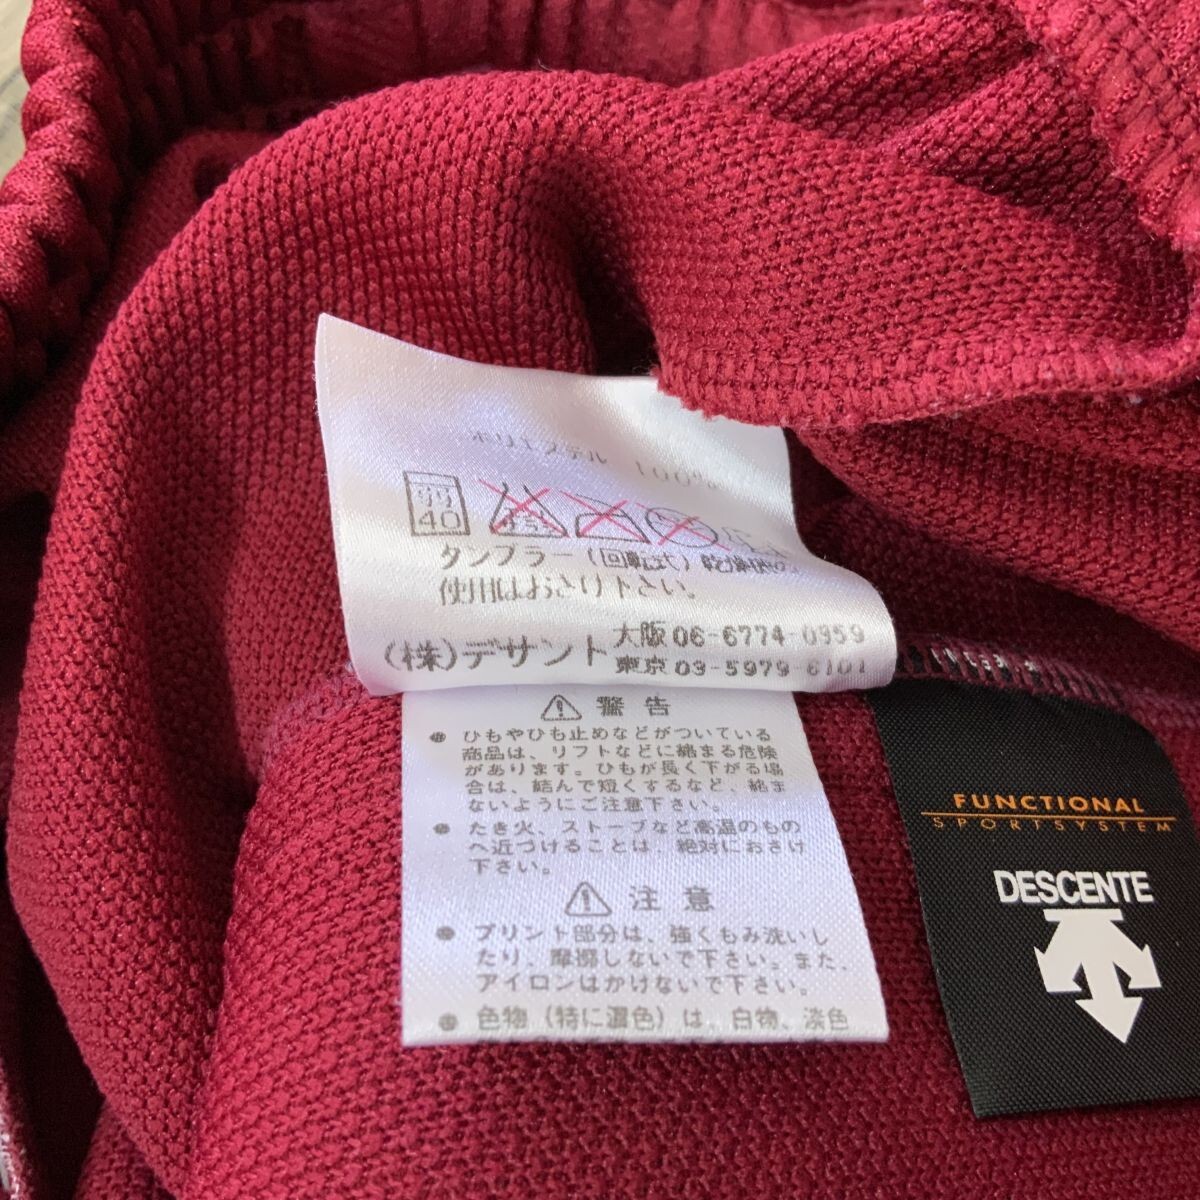 ポリエステル 100%
40
タンブラー(回転式)乾燥機の
使用はおさけ下さい。
(株)デサント 大阪 06-6774-0959
東京 03-5979-6101
警告
● ひもやひも止めなどがついている
商品は、リフトなどに絡まる危険
があります。ひもが長く下がる場
合は、結んで短くするなど、絡ま
ないようにご注意下さい。
● たき火、ストーブなど高温のもの
へ近づけることは、絶対におさけ
下さい。
注意
● プリント部分は、強くもみ洗いし
たり、摩擦しないで下さい。また、
アイロンはかけないで下さい。
● 色物(特に濃色)は、白物、淡色
FUNCTIONAL
SPORTSYSTEM
DESCENTE